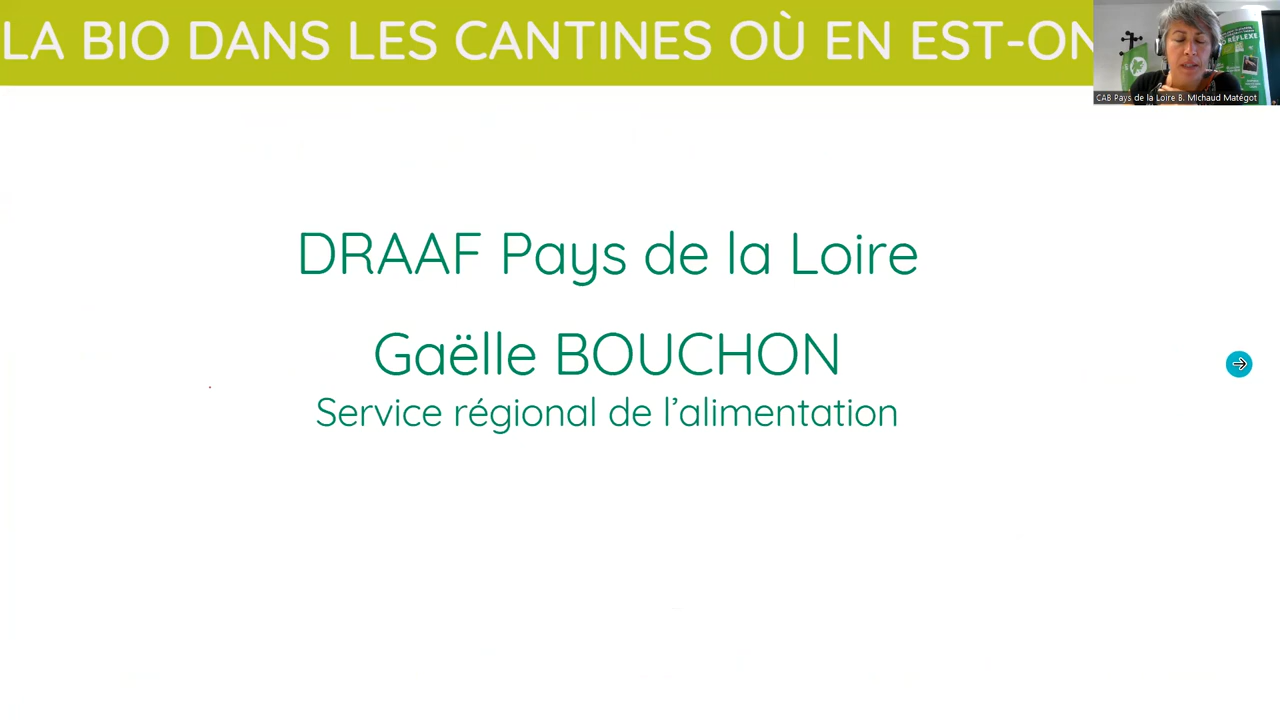 LA BIO DANS LES CANTINES OÙ EN EST-ON
RÉFLEXE
CAB Pays de la Loire B. Michaud Matégot
DRAAF Pays de la Loire
Gaëlle BOUCHON
Service régional de l'alimentation